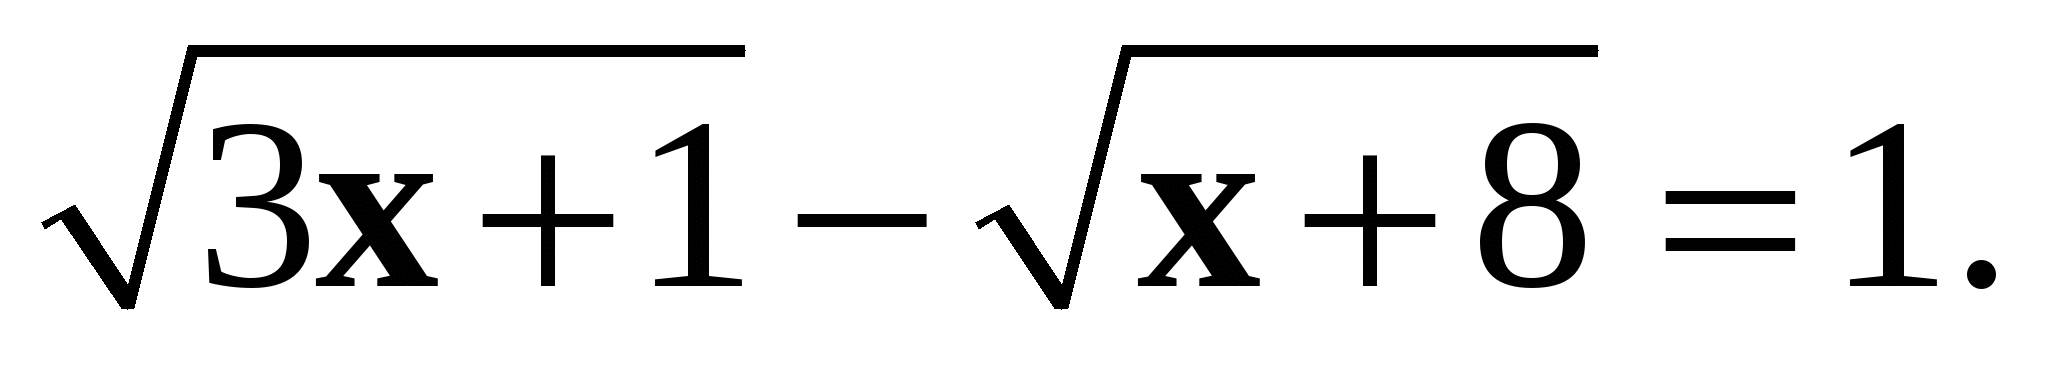 √3x+1 − √x+8 = 1.